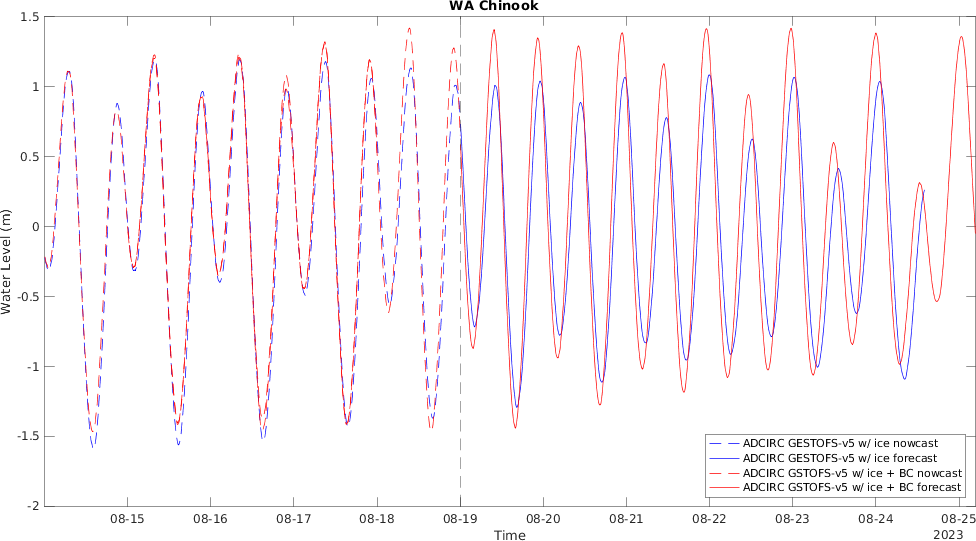 WA Chinook
1.5
1
0.5
0
-0.5
-1
-1.5
-2
Water Level (m)
ADCIRC GESTOFS-v5 w/ ice nowcast
ADCIRC GESTOFS-v5 w/ ice forecast
ADCIRC GSTOFS-v5 w/ ice + BC nowcast
ADCIRC GSTOFS-v5 w/ ice + BC forecast
08-15 08-16 08-17 08-18 08-19 08-20 08-21 08-22 08-23 08-24 08-25
Time
2023